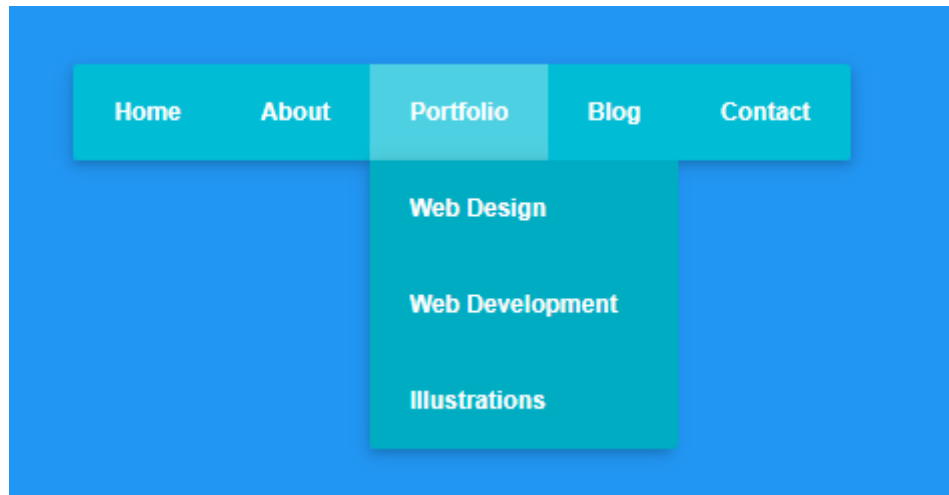 Home About Portfolio Blog Contact
Web Design
Web Development
Illustrations